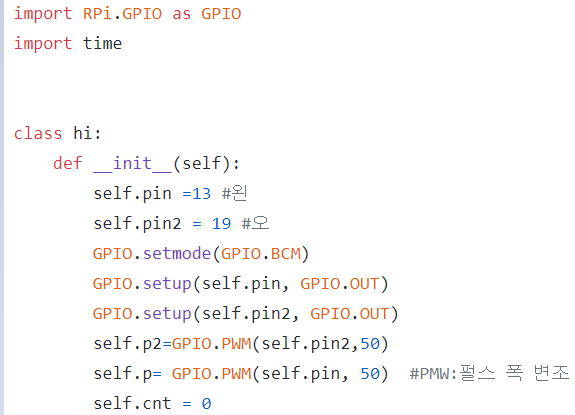 import RPi.GPIO as GPIO
import time
class hi:
    def __init__(self):
        self.pin =13 #왼
        self.pin2 = 19 #오
        GPIO.setmode(GPIO.BCM)
        GPIO.setup(self.pin, GPIO.OUT)
        GPIO.setup(self.pin2, GPIO.OUT)
        self.p2=GPIO.PWM(self.pin2,50)
        self.p= GPIO.PWM(self.pin, 50)  #PMW:펄스 폭 변조
        self.cnt = 0